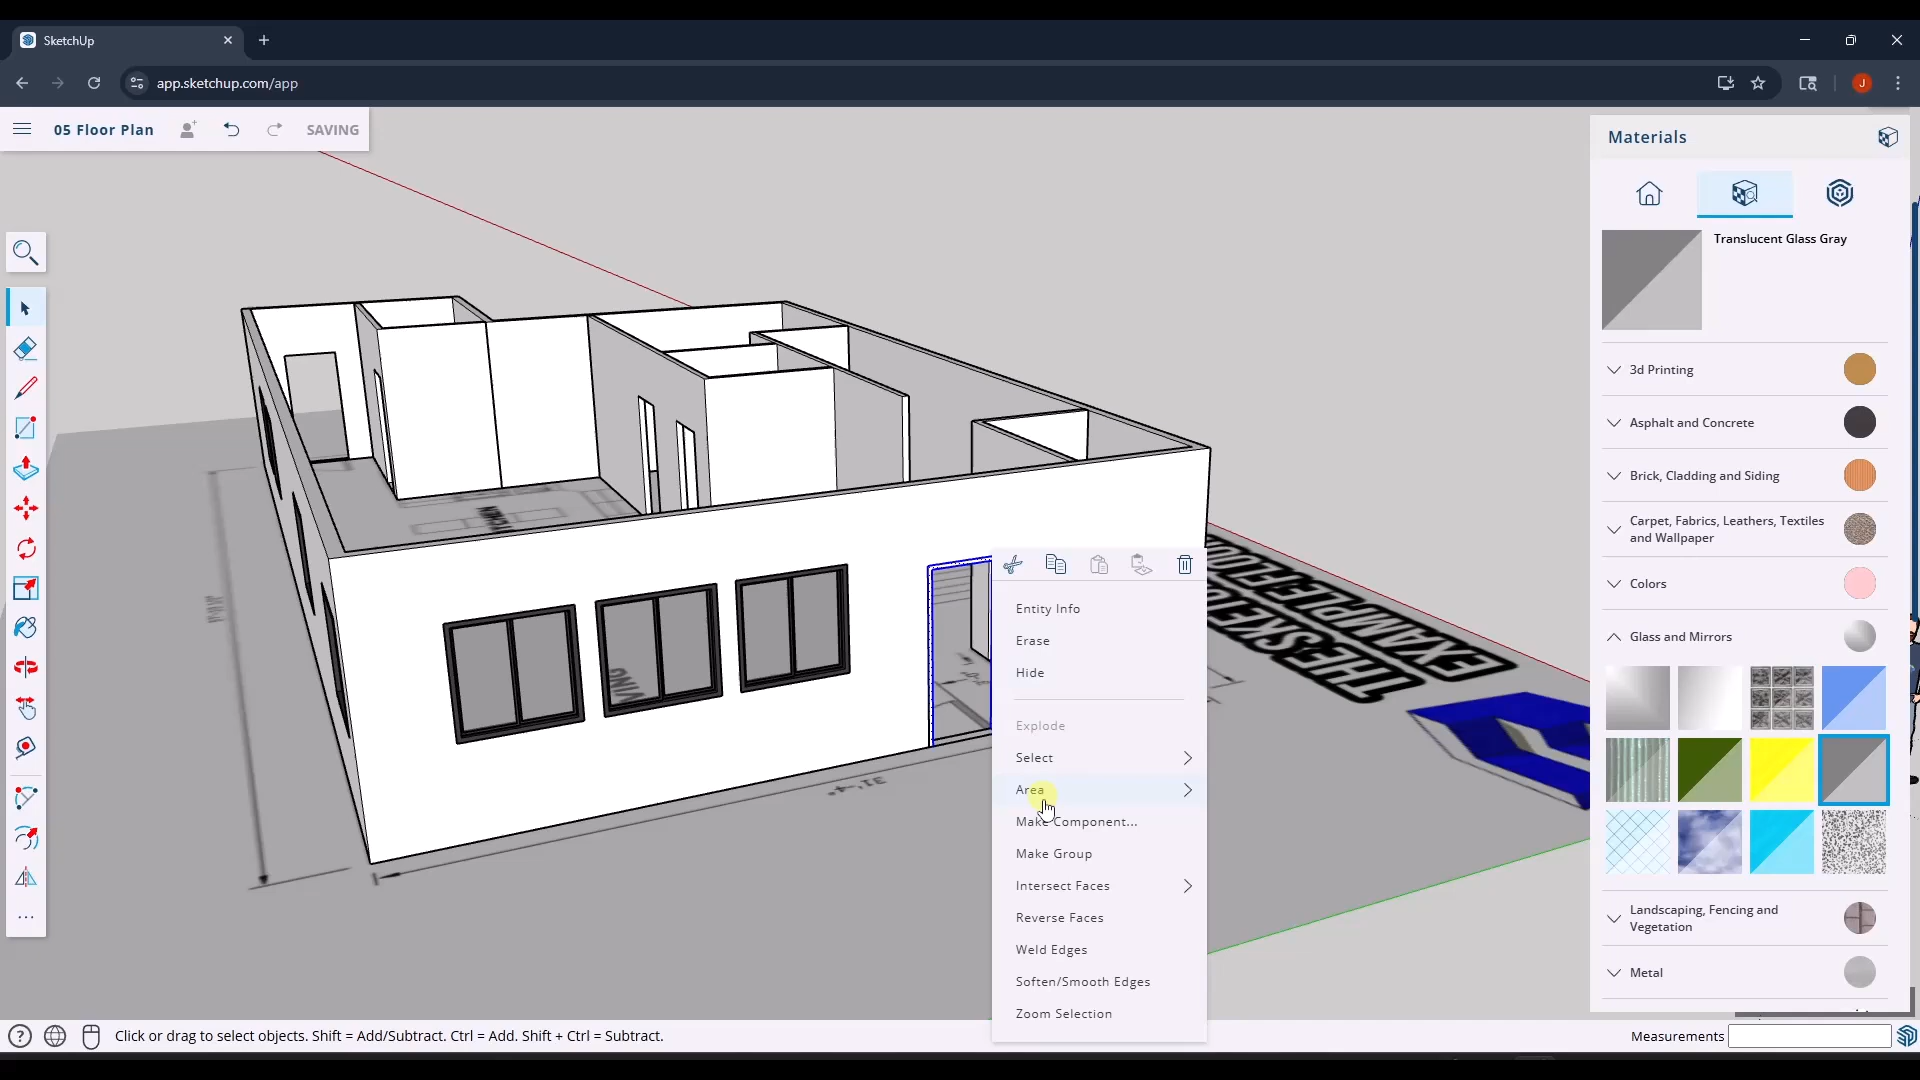 SketchUp
app.sketchup.com/app
J
05 Floor Plan
SAVING
Materials
Translucent Glass Gray
3d Printing
Asphalt and Concrete
Brick, Cladding and Siding
Carpet, Fabrics, Leathers, Textiles
and Wallpaper
Colors
Glass and Mirrors
Landscaping, Fencing and
Vegetation
Metal
Entity Info
Erase
Hide
Explode
Select
Area
Make Component...
Make Group
Intersect Faces
Reverse Faces
Weld Edges
Soften/Smooth Edges
Zoom Selection
Click or drag to select objects. Shift = Add/Subtract. Ctrl = Add. Shift + Ctrl = Subtract.
Measurements